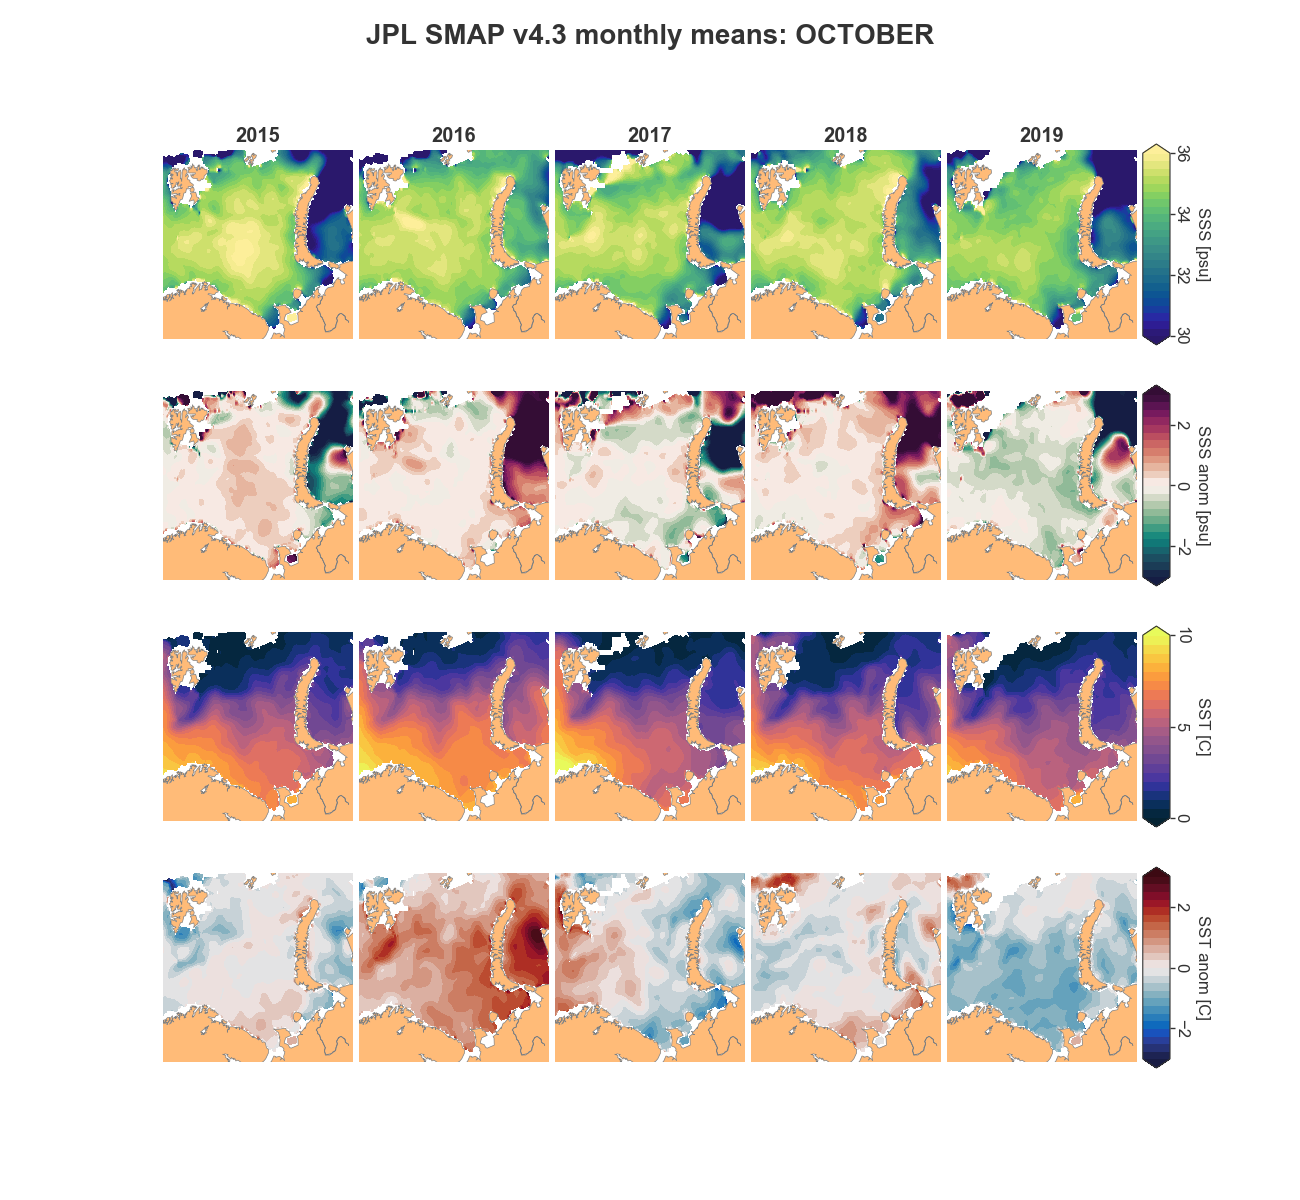 JPL SMAP v4.3 monthly means: OCTOBER
2015 2016 2017 2018 2019
36
34
32
30
SSS [psu]
2
0
−2
SSS anom [psu]
10
5
0
SST [C]
2
0
−2
SST anom [C]